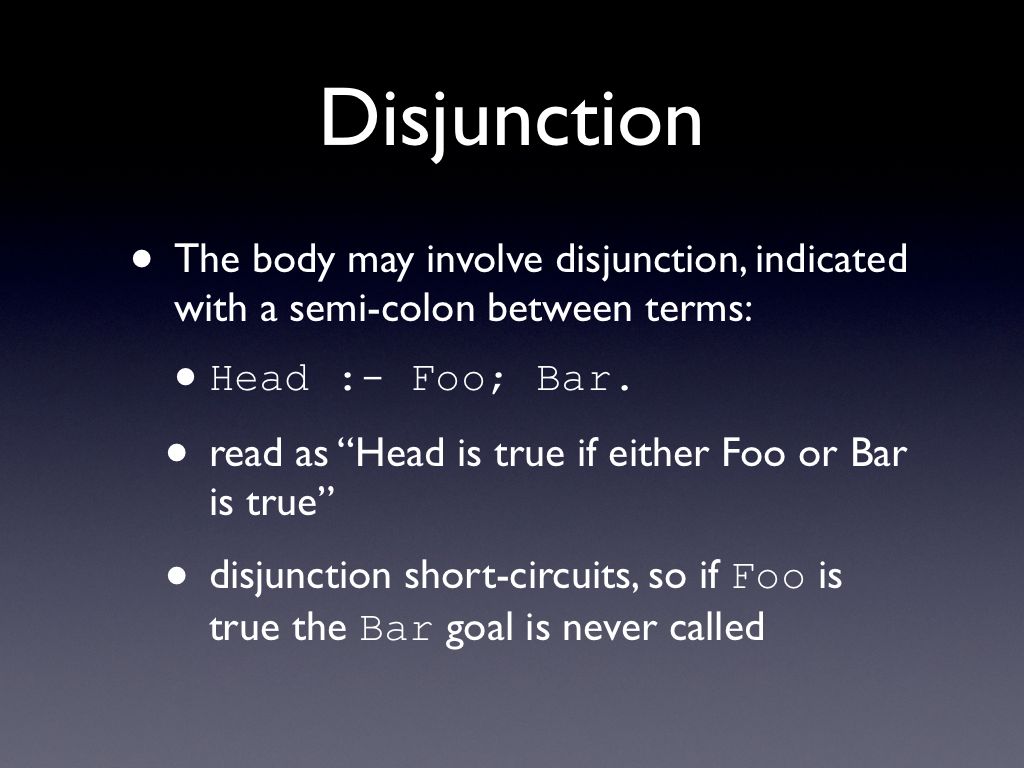 Disjunction
• The body may involve disjunction, indicated
with a semi-colon between terms:
• Head :- Foo; Bar.
• read as “Head is true if either Foo or Bar
is true”
• disjunction short-circuits, so if Foo is
true the Bar goal is never called